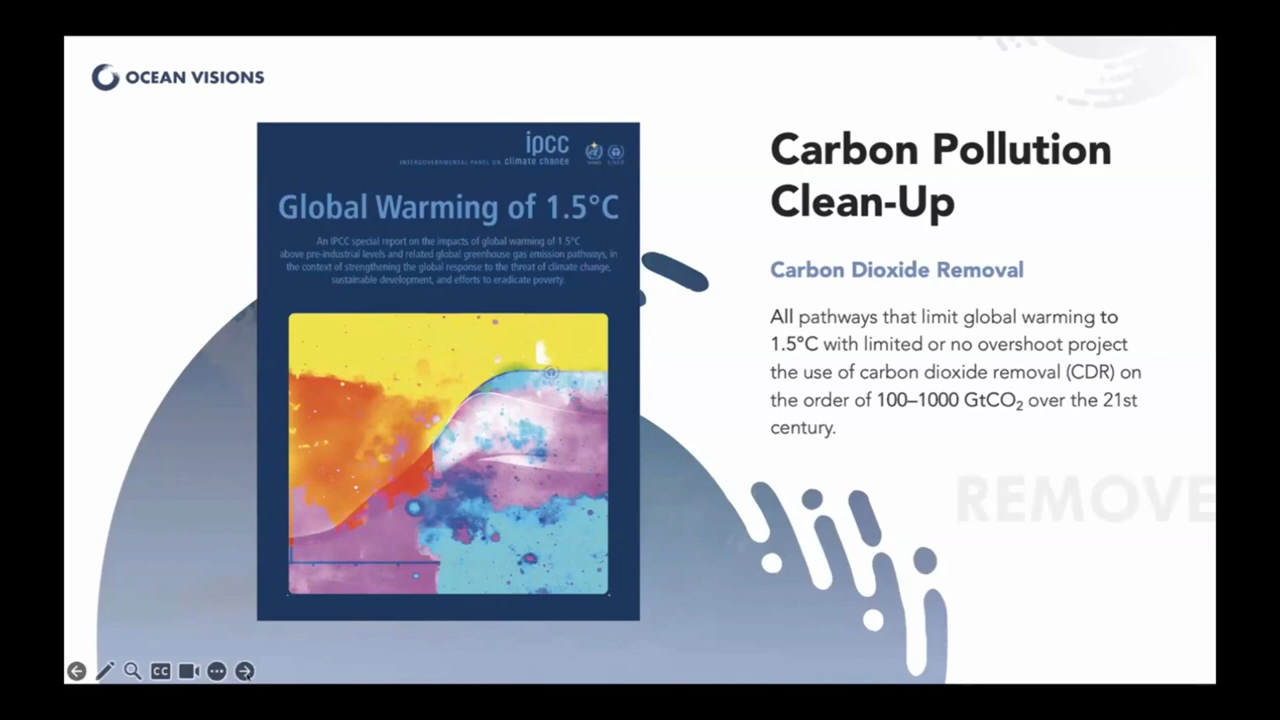 OCEAN VISIONS
ipcc
INTERGOVERNMENTAL PANEL ON climate change
WMO UNEP
Global Warming of 1.5°C
An IPCC special report on the impacts of global warming of 1.5°C
above pre-industrial levels and related global greenhouse gas emission pathways, in
the context of strengthening the global response to the threat of climate change,
sustainable development, and efforts to eradicate poverty.
Carbon Pollution
Clean-Up
Carbon Dioxide Removal
All pathways that limit global warming to
1.5°C with limited or no overshoot project
the use of carbon dioxide removal (CDR) on
the order of 100–1000 GtCO₂ over the 21st
century.
REMOVE
CC